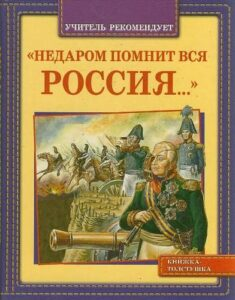 УЧИТЕЛЬ РЕКОМЕНДУЕТ
«НЕДАРОМ ПОМНИТ ВСЯ
РОССИЯ...»
КНИЖКА-
ТОЛСТУШКА